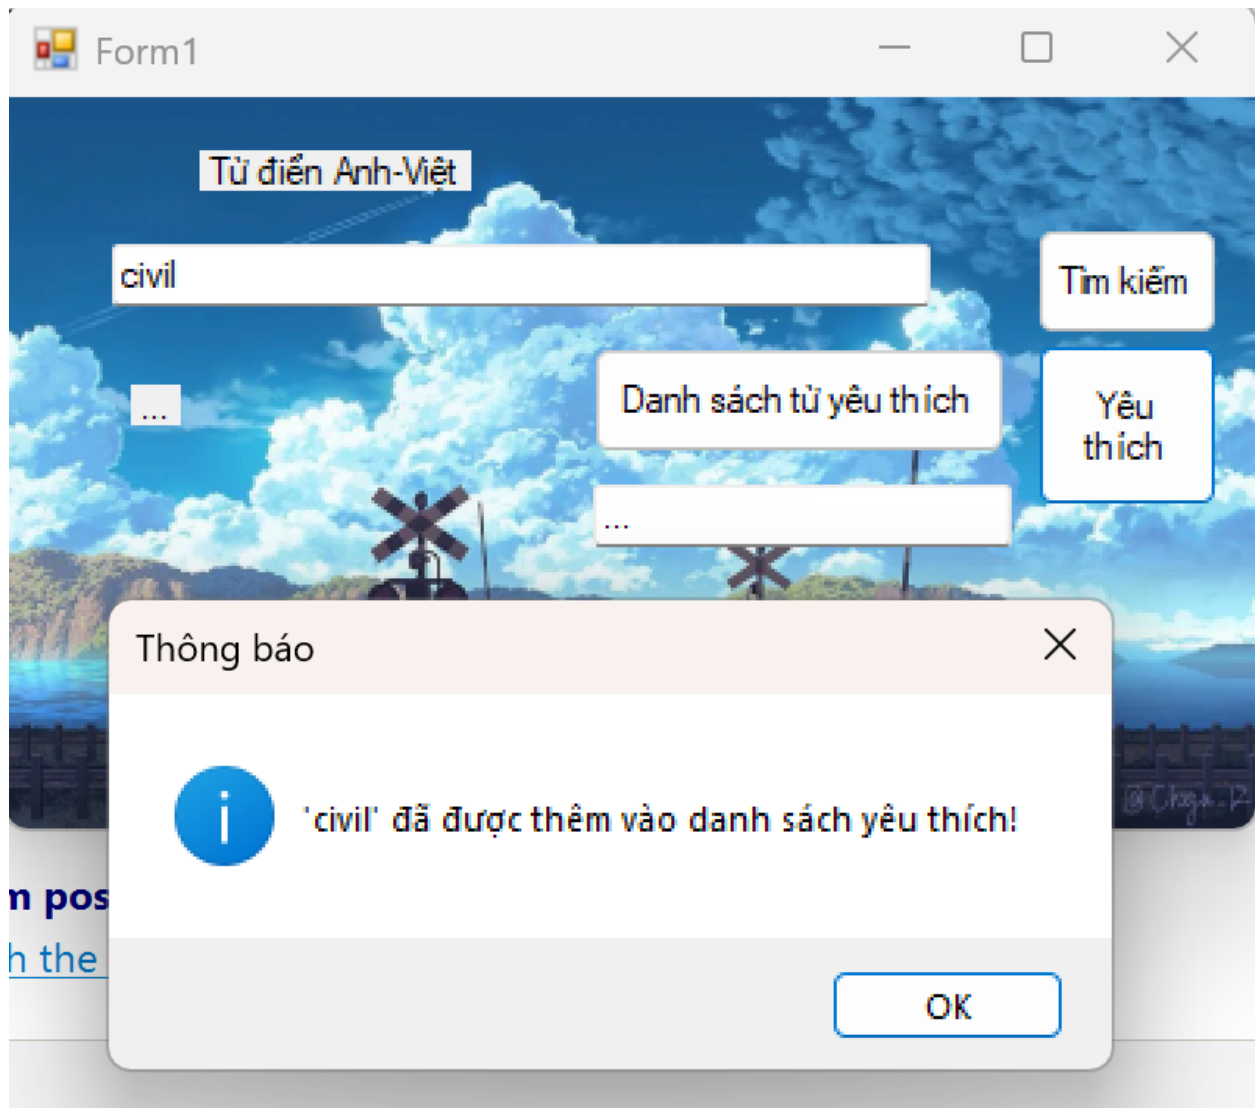 Form1
Từ điển Anh-Việt
civil
Tìm kiếm
...
Danh sách từ yêu thích
Yêu
thích
...
Thông báo
'civil' đã được thêm vào danh sách yêu thích!
m pos
h the
OK